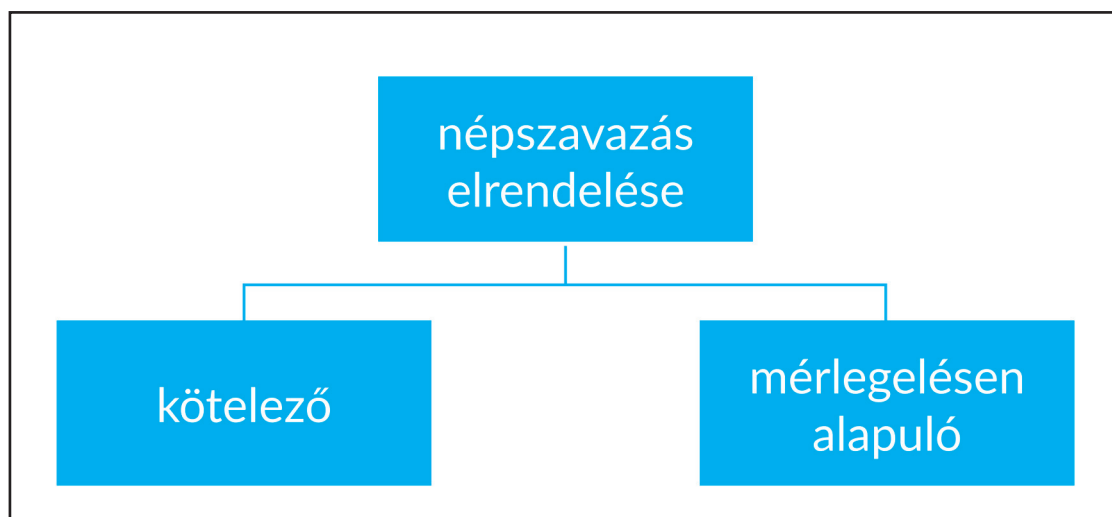 népszavazás
elrendelése
kötelező
mérlegelésen
alapuló